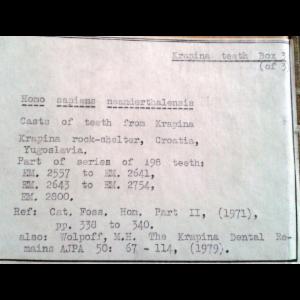 Krapina teeth Box 3
(of 3
Homo sapiens neanderthalensis
Casts of teeth from Krapina
Krapina rock-shelter, Croatia,
Yugoslavia.
Part of series of 198 teeth:
EM. 2537 to EM. 2641,
EM. 2643 to EM. 2754,
EM. 2800.
Ref: Cat. Foss. Hom. Part II, (1971),
pp. 338 to 340.
also: Wolpoff, M.H. The Krapina Dental Re-
mains AJPA 50: 67 - 114, (1979).